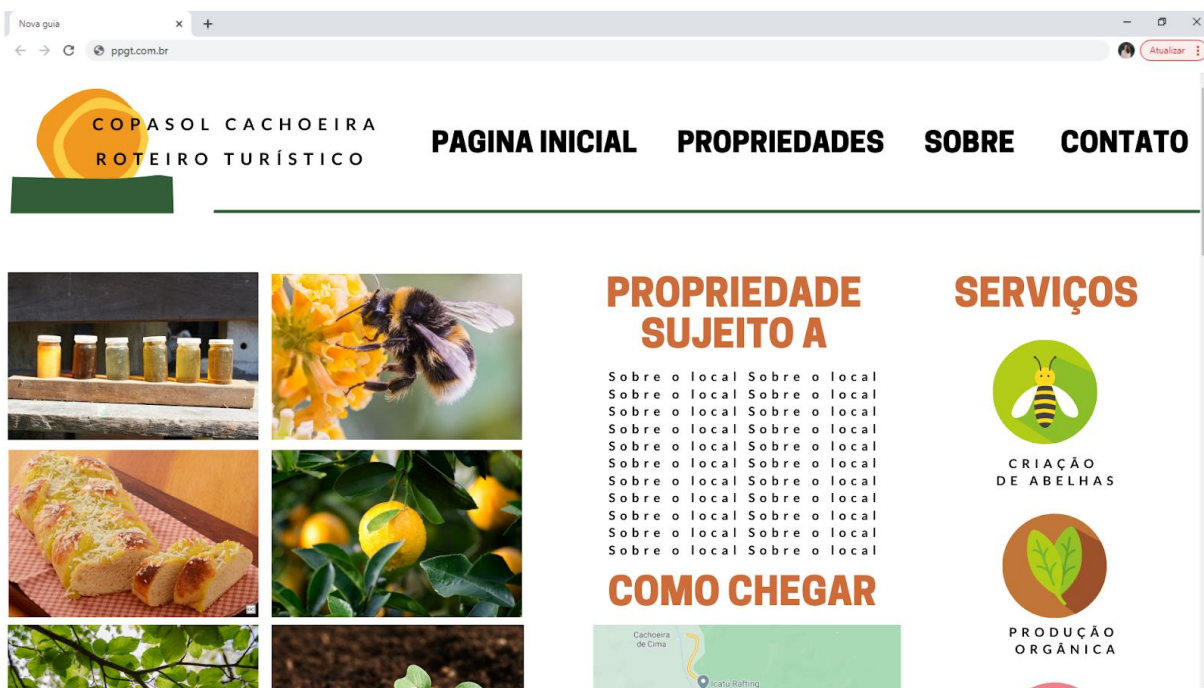 Nova guia
ppgt.com.br
Atualizar
COPASOL CACHOEIRA
ROTEIRO TURÍSTICO
PAGINA INICIAL
PROPRIEDADES
SOBRE
CONTATO
PROPRIEDADE
SUJEITO A
Sobre o local Sobre o local
Sobre o local Sobre o local
Sobre o local Sobre o local
Sobre o local Sobre o local
Sobre o local Sobre o local
Sobre o local Sobre o local
Sobre o local Sobre o local
Sobre o local Sobre o local
Sobre o local Sobre o local
Sobre o local Sobre o local
Sobre o local Sobre o local
COMO CHEGAR
Cachoeira
de Cima
Icatu Rafting
SERVIÇOS
CRIAÇÃO
DE ABELHAS
PRODUÇÃO
ORGÂNICA